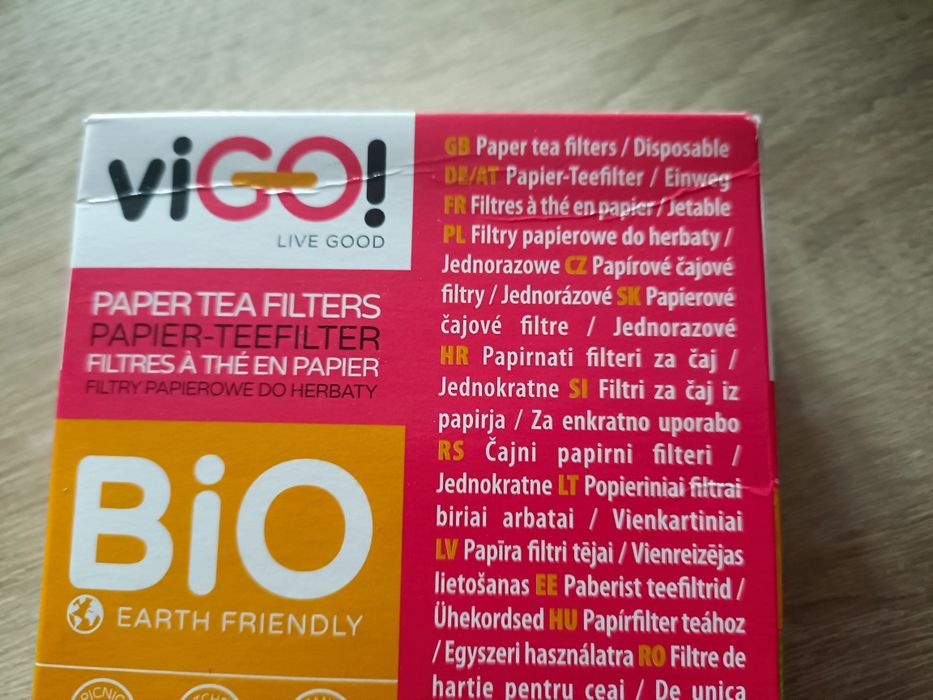 viGO!
LIVE GOOD
PAPER TEA FILTERS
PAPIER-TEEFILTER
FILTRES À THÉ EN PAPIER
FILTRY PAPIEROWE DO HERBATY
BiO
EARTH FRIENDLY
PICNIC
GB Paper tea filters / Disposable
DE/AT Papier-Teefilter / Einweg
FR Filtres à thé en papier / Jetable
PL Filtry papierowe do herbaty /
Jednorazowe CZ Papírové čajové
filtry / Jednorázové SK Papierové
čajové filtre / Jednorazové
HR Papirnati filteri za čaj /
Jednokratne SI Filtri za čaj iz
papirja / Za enkratno uporabo
RS Čajni papirni filteri /
Jednokratne LT Popieriniai filtrai
biriai arbatai / Vienkartiniai
LV Papīra filtri tējai / Vienreizējas
lietošanas EE Paberist teefiltrid /
Ühekordsed HU Papírfilter teához
/ Egyszeri használatra RO Filtre de
hartie pentru ceai / De unica